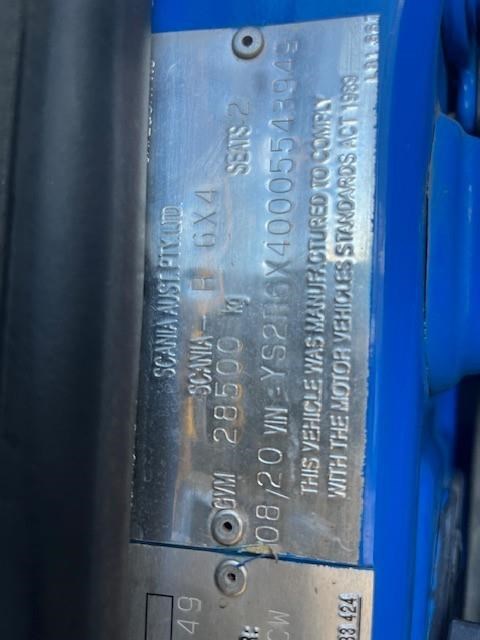 SCANIA AUST. PTY. LTD.
SCANIA - R 6X4
GVM 28500 kg SEATS 2
08/20 VIN - YS2R6X40005543949
THIS VEHICLE WAS MANUFACTURED TO COMPLY
WITH THE MOTOR VEHICLES STANDARDS ACT 1989
49
CW